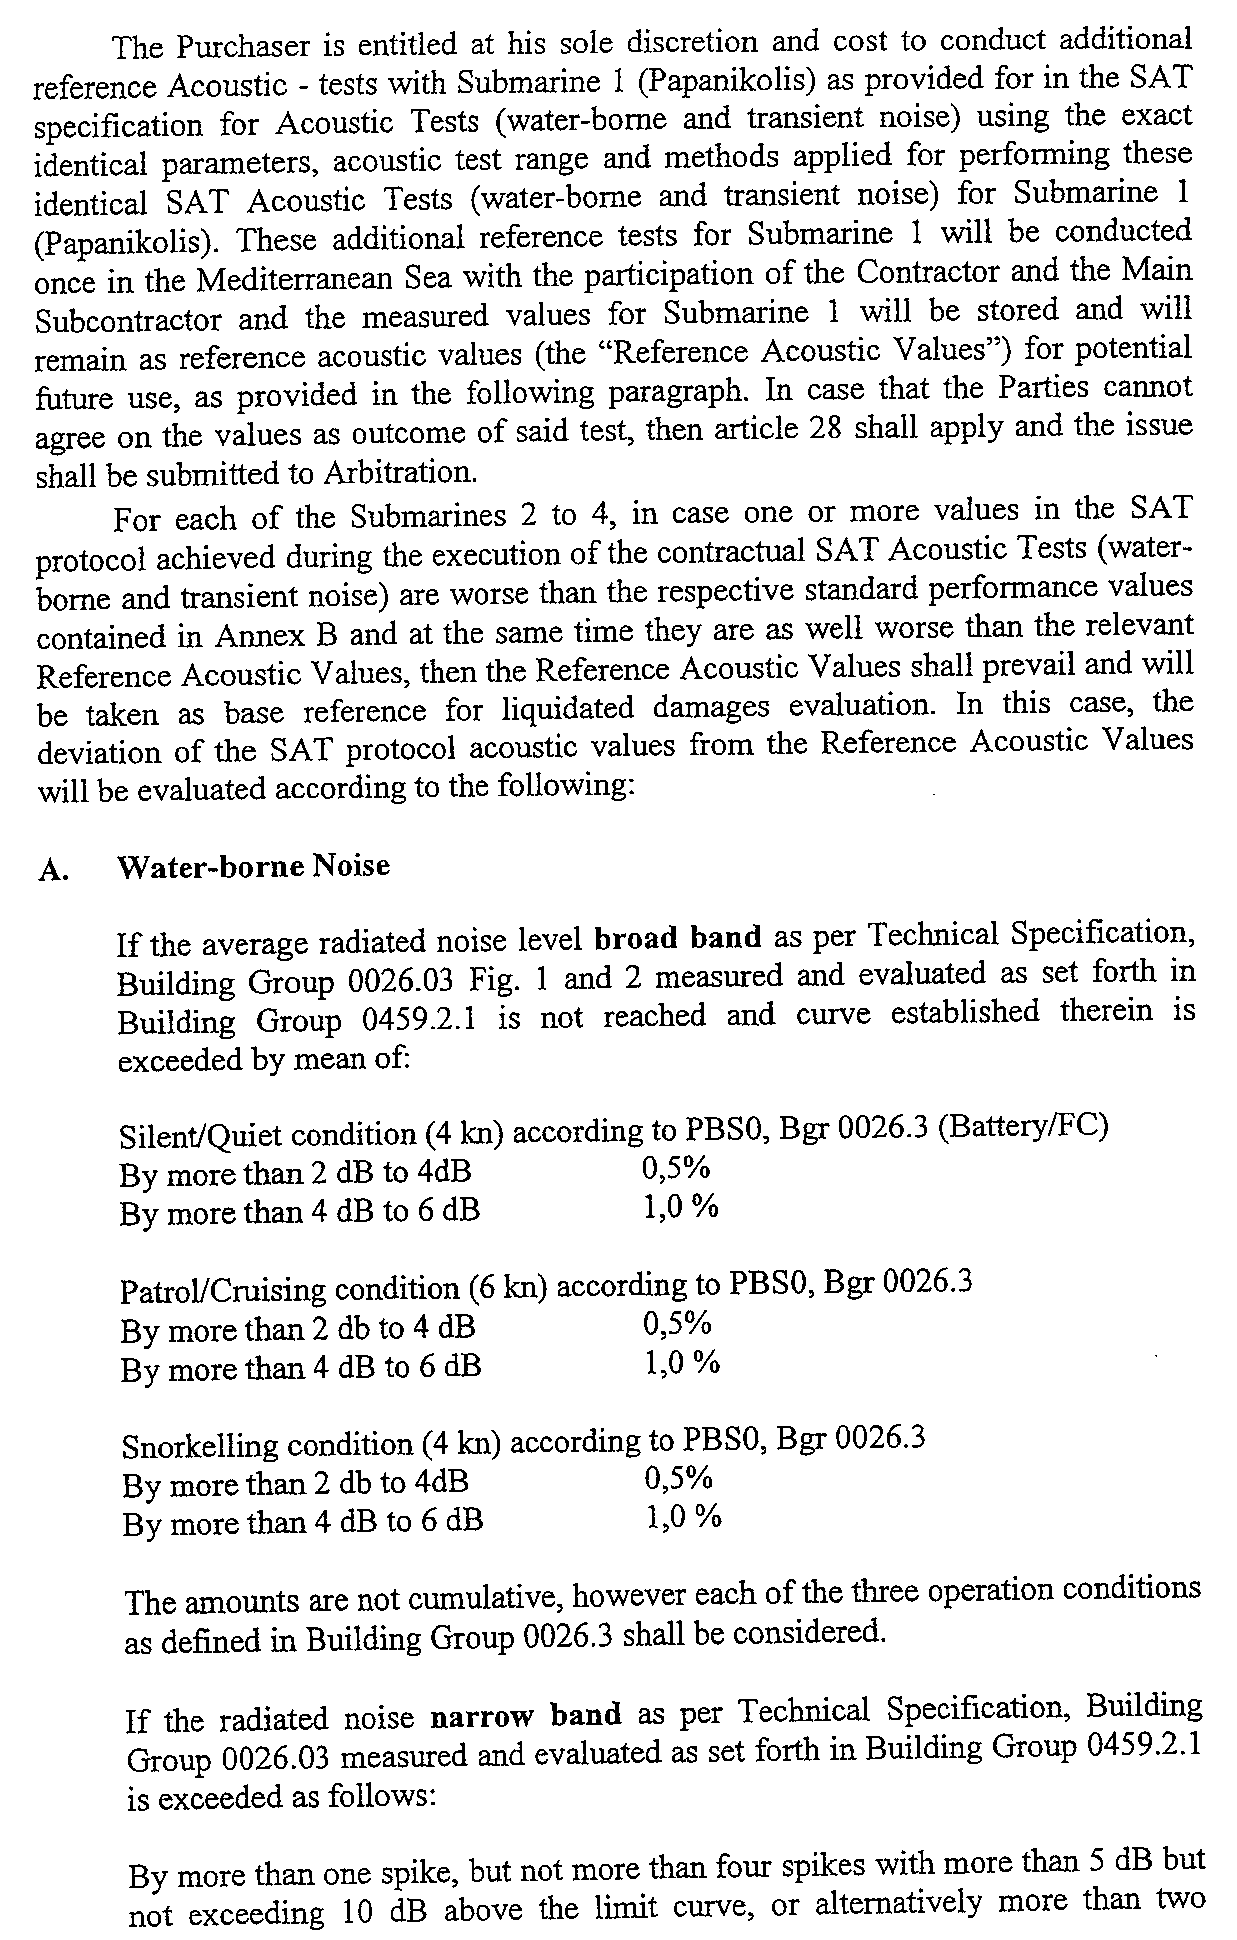 The Purchaser is entitled at his sole discretion and cost to conduct additional
reference Acoustic - tests with Submarine 1 (Papanikolis) as provided for in the SAT
specification for Acoustic Tests (water-borne and transient noise) using the exact
identical parameters, acoustic test range and methods applied for performing these
identical SAT Acoustic Tests (water-borne and transient noise) for Submarine 1
(Papanikolis). These additional reference tests for Submarine 1 will be conducted
once in the Mediterranean Sea with the participation of the Contractor and the Main
Subcontractor and the measured values for Submarine 1 will be stored and will
remain as reference acoustic values (the “Reference Acoustic Values”) for potential
future use, as provided in the following paragraph. In case that the Parties cannot
agree on the values as outcome of said test, then article 28 shall apply and the issue
shall be submitted to Arbitration.
For each of the Submarines 2 to 4, in case one or more values in the SAT
protocol achieved during the execution of the contractual SAT Acoustic Tests (water-
borne and transient noise) are worse than the respective standard performance values
contained in Annex B and at the same time they are as well worse than the relevant
Reference Acoustic Values, then the Reference Acoustic Values shall prevail and will
be taken as base reference for liquidated damages evaluation. In this case, the
deviation of the SAT protocol acoustic values from the Reference Acoustic Values
will be evaluated according to the following:
A. Water-borne Noise
If the average radiated noise level broad band as per Technical Specification,
Building Group 0026.03 Fig. 1 and 2 measured and evaluated as set forth in
Building Group 0459.2.1 is not reached and curve established therein is
exceeded by mean of:
Silent/Quiet condition (4 kn) according to PBS0, Bgr 0026.3 (Battery/FC)
By more than 2 dB to 4dB 0,5%
By more than 4 dB to 6 dB 1,0 %
Patrol/Cruising condition (6 kn) according to PBS0, Bgr 0026.3
By more than 2 db to 4 dB 0,5%
By more than 4 dB to 6 dB 1,0 %
Snorkelling condition (4 kn) according to PBS0, Bgr 0026.3
By more than 2 db to 4dB 0,5%
By more than 4 dB to 6 dB 1,0 %
The amounts are not cumulative, however each of the three operation conditions
as defined in Building Group 0026.3 shall be considered.
If the radiated noise narrow band as per Technical Specification, Building
Group 0026.03 measured and evaluated as set forth in Building Group 0459.2.1
is exceeded as follows:
By more than one spike, but not more than four spikes with more than 5 dB but
not exceeding 10 dB above the limit curve, or alternatively more than two